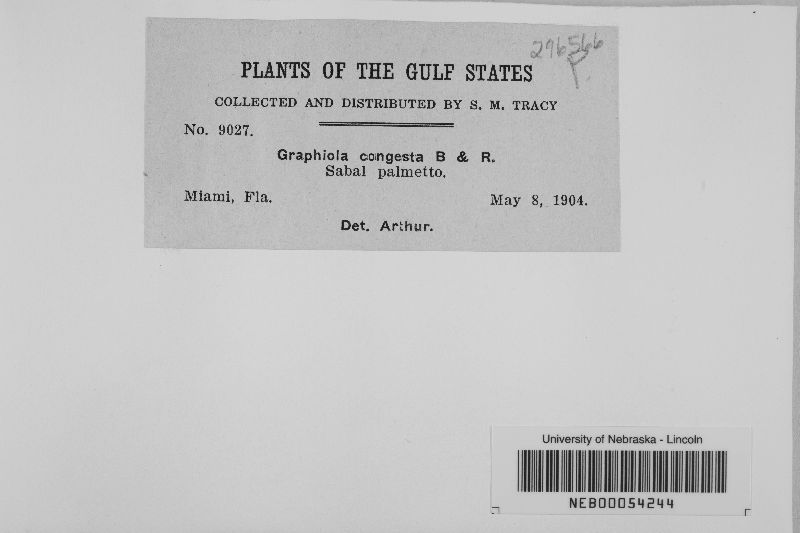 296566
PLANTS OF THE GULF STATES
COLLECTED AND DISTRIBUTED BY S. M. TRACY
No. 9027.
Graphiola congesta B & R.
Sabal palmetto.
Miami, Fla. May 8, 1904.
Det. Arthur.
University of Nebraska - Lincoln
NEB00054244